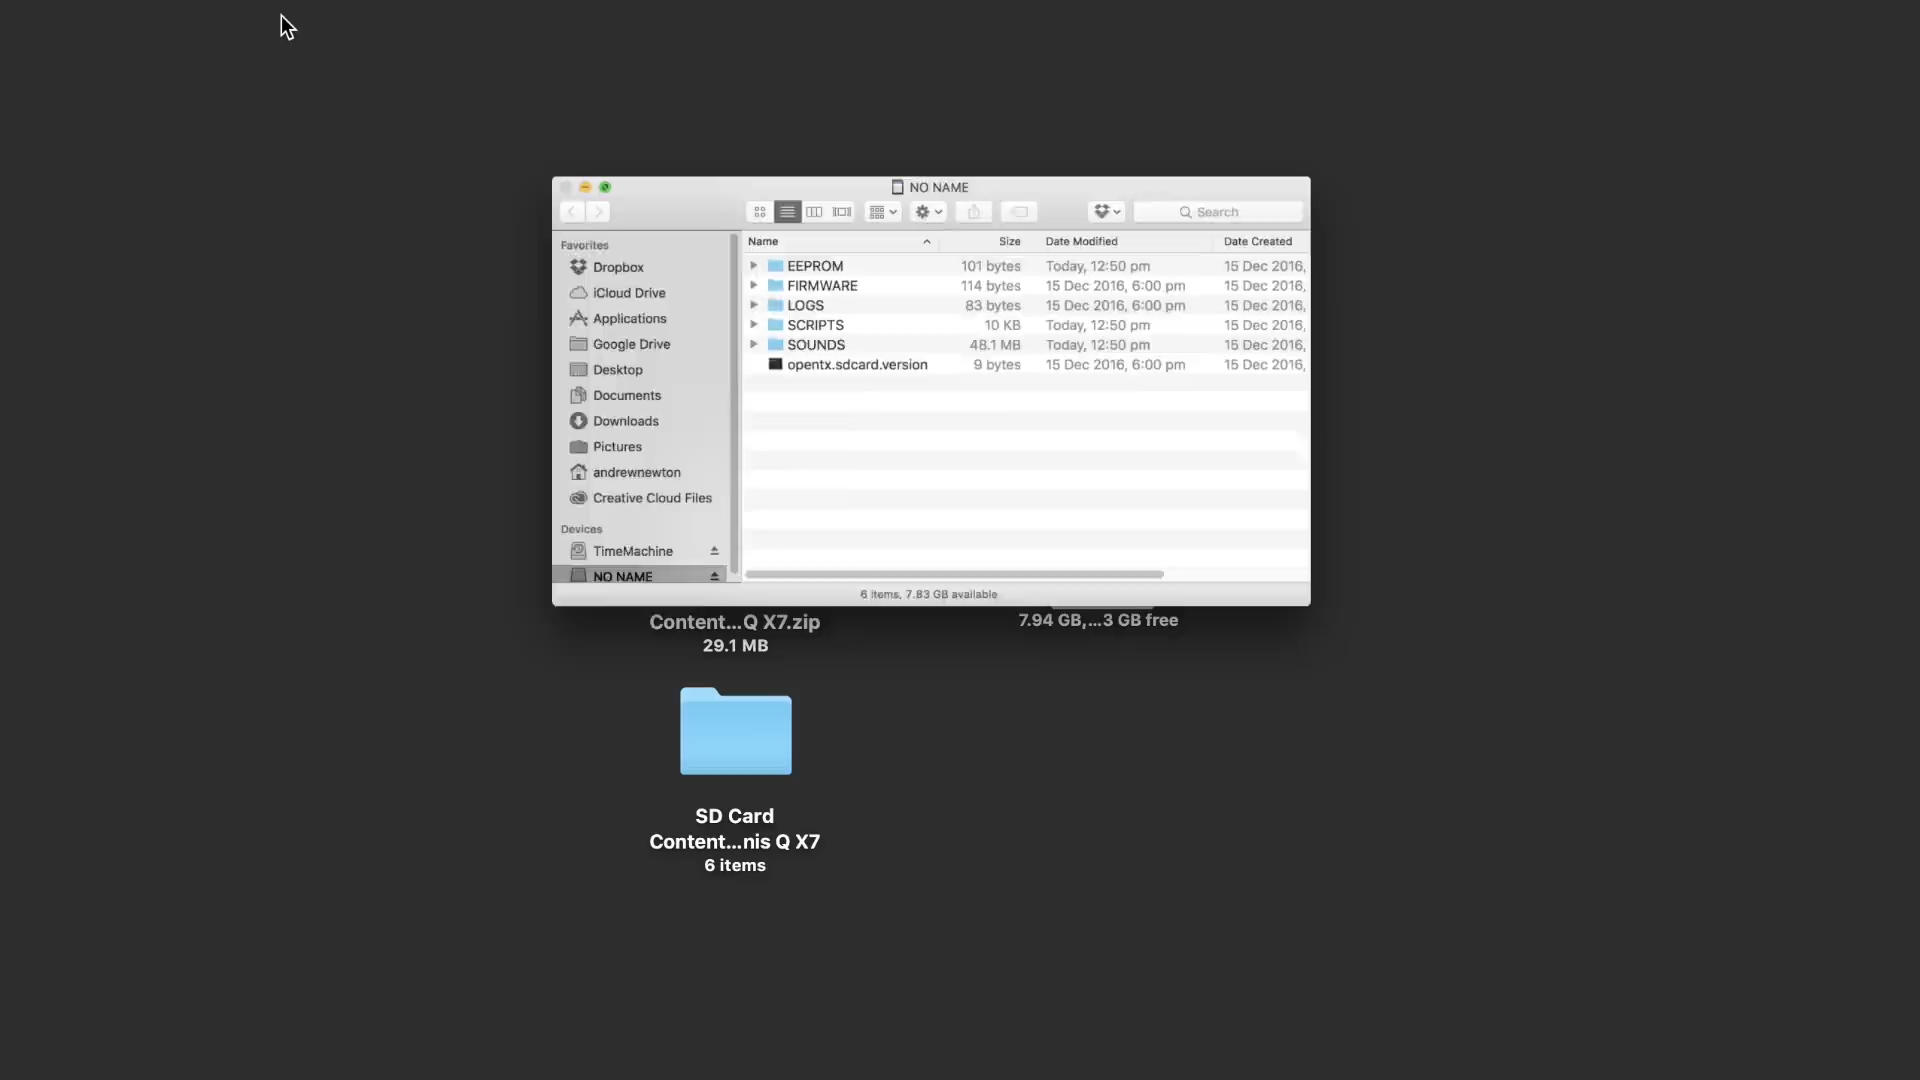 NO NAME
Search
Favorites
Dropbox
iCloud Drive
Applications
Google Drive
Desktop
Documents
Downloads
Pictures
andrewnewton
Creative Cloud Files
Devices
TimeMachine
NO NAME
Name Size Date Modified Date Created
EEPROM 101 bytes Today, 12:50 pm 15 Dec 2016,
FIRMWARE 114 bytes 15 Dec 2016, 6:00 pm 15 Dec 2016,
LOGS 83 bytes 15 Dec 2016, 6:00 pm 15 Dec 2016,
SCRIPTS 10 KB Today, 12:50 pm 15 Dec 2016,
SOUNDS 48.1 MB Today, 12:50 pm 15 Dec 2016,
opentx.sdcard.version 9 bytes 15 Dec 2016, 6:00 pm 15 Dec 2016,
6 items, 7.83 GB available
Content...Q X7.zip
29.1 MB
7.94 GB,...3 GB free
SD Card
Content...nis Q X7
6 items